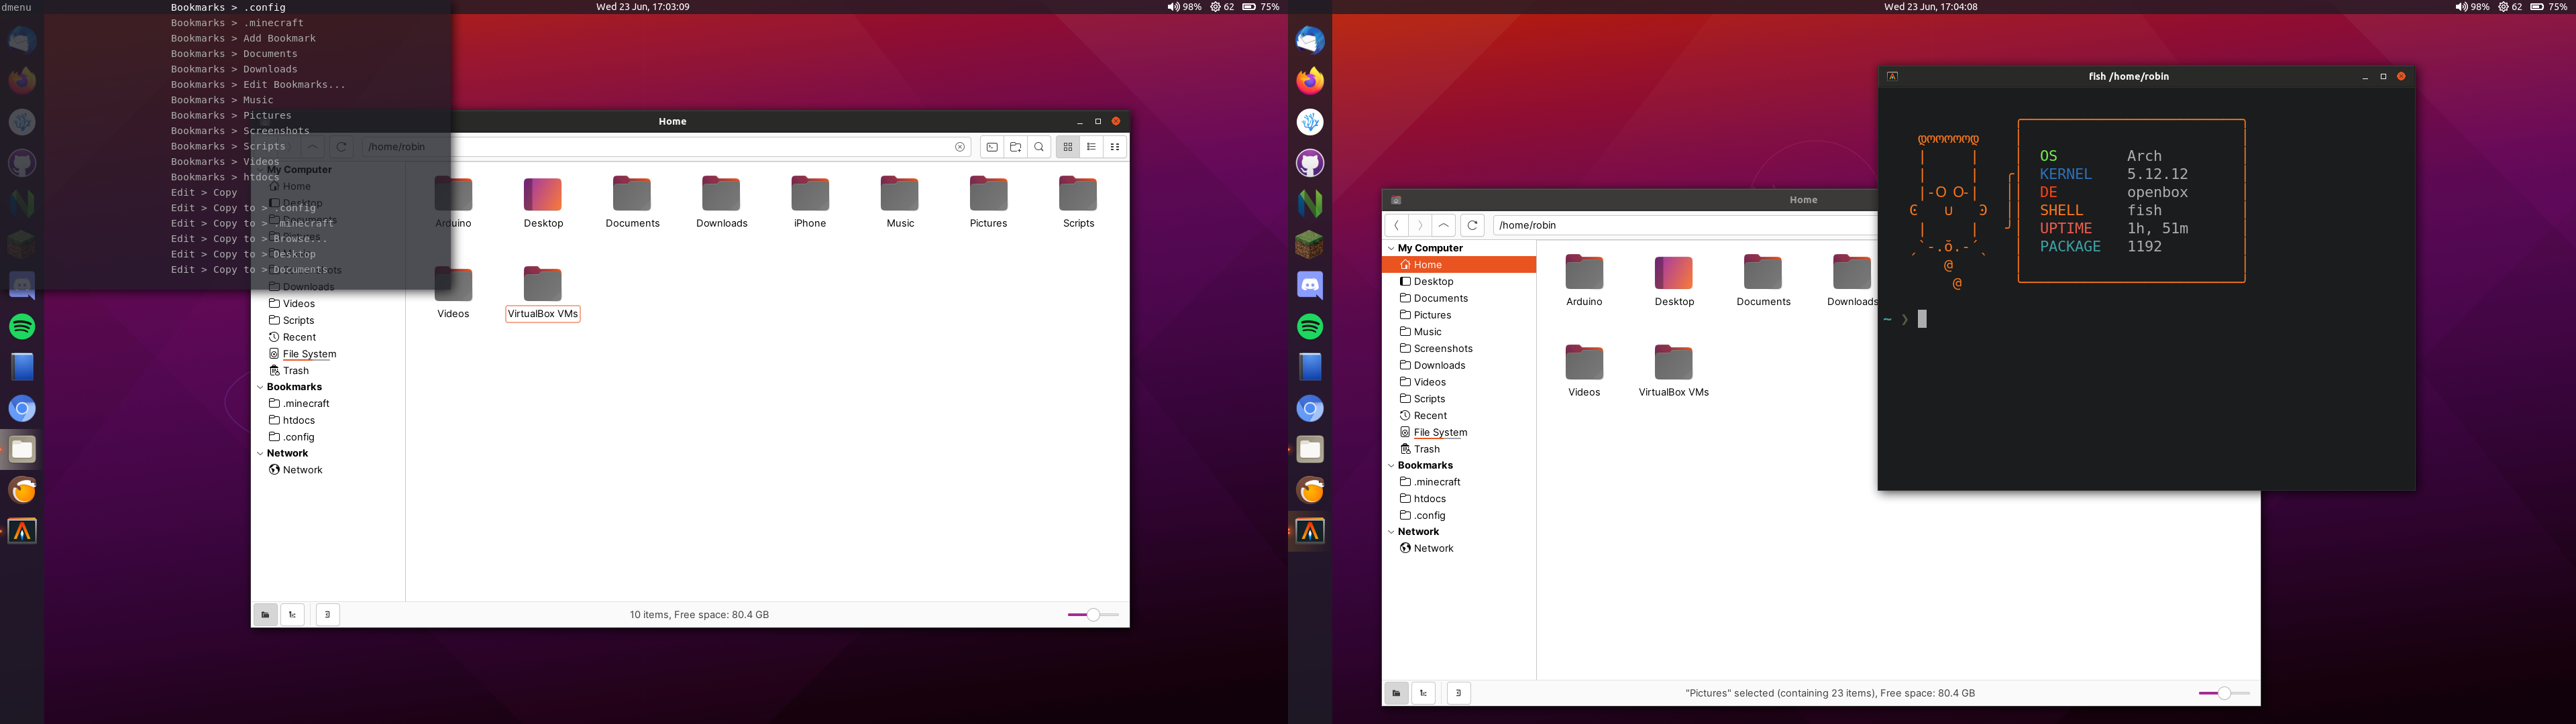 dmenu
Bookmarks > .config
Bookmarks > .minecraft
Bookmarks > Add Bookmark
Bookmarks > Documents
Bookmarks > Downloads
Bookmarks > Edit Bookmarks...
Bookmarks > Music
Bookmarks > Pictures
Bookmarks > Screenshots
Bookmarks > Scripts
Bookmarks > Videos
Bookmarks > htdocs
Edit > Copy
Edit > Copy to > .config
Edit > Copy to > .minecraft
Edit > Copy to > Browse...
Edit > Copy to > Desktop
Edit > Copy to > Documents
Wed 23 Jun, 17:03:09
98% 62 75%
Home
/home/robin
My Computer
Home
Desktop
Documents
Pictures
Downloads
Videos
Scripts
Recent
File System
Trash
Bookmarks
.minecraft
htdocs
.config
Network
Network
Arduino Desktop Documents Downloads iPhone Music Pictures Scripts
Videos VirtualBox VMs
10 items, Free space: 80.4 GB
Wed 23 Jun, 17:04:08
98% 62 75%
Home
/home/robin
My Computer
Home
Desktop
Documents
Pictures
Music
Screenshots
Downloads
Videos
Scripts
Recent
File System
Trash
Bookmarks
.minecraft
htdocs
.config
Network
Network
Arduino Desktop Documents Downloads
Videos VirtualBox VMs
"Pictures" selected (containing 23 items), Free space: 80.4 GB
fish /home/robin
OS Arch
KERNEL 5.12.12
DE openbox
SHELL fish
UPTIME 1h, 51m
PACKAGE 1192
~ ❯